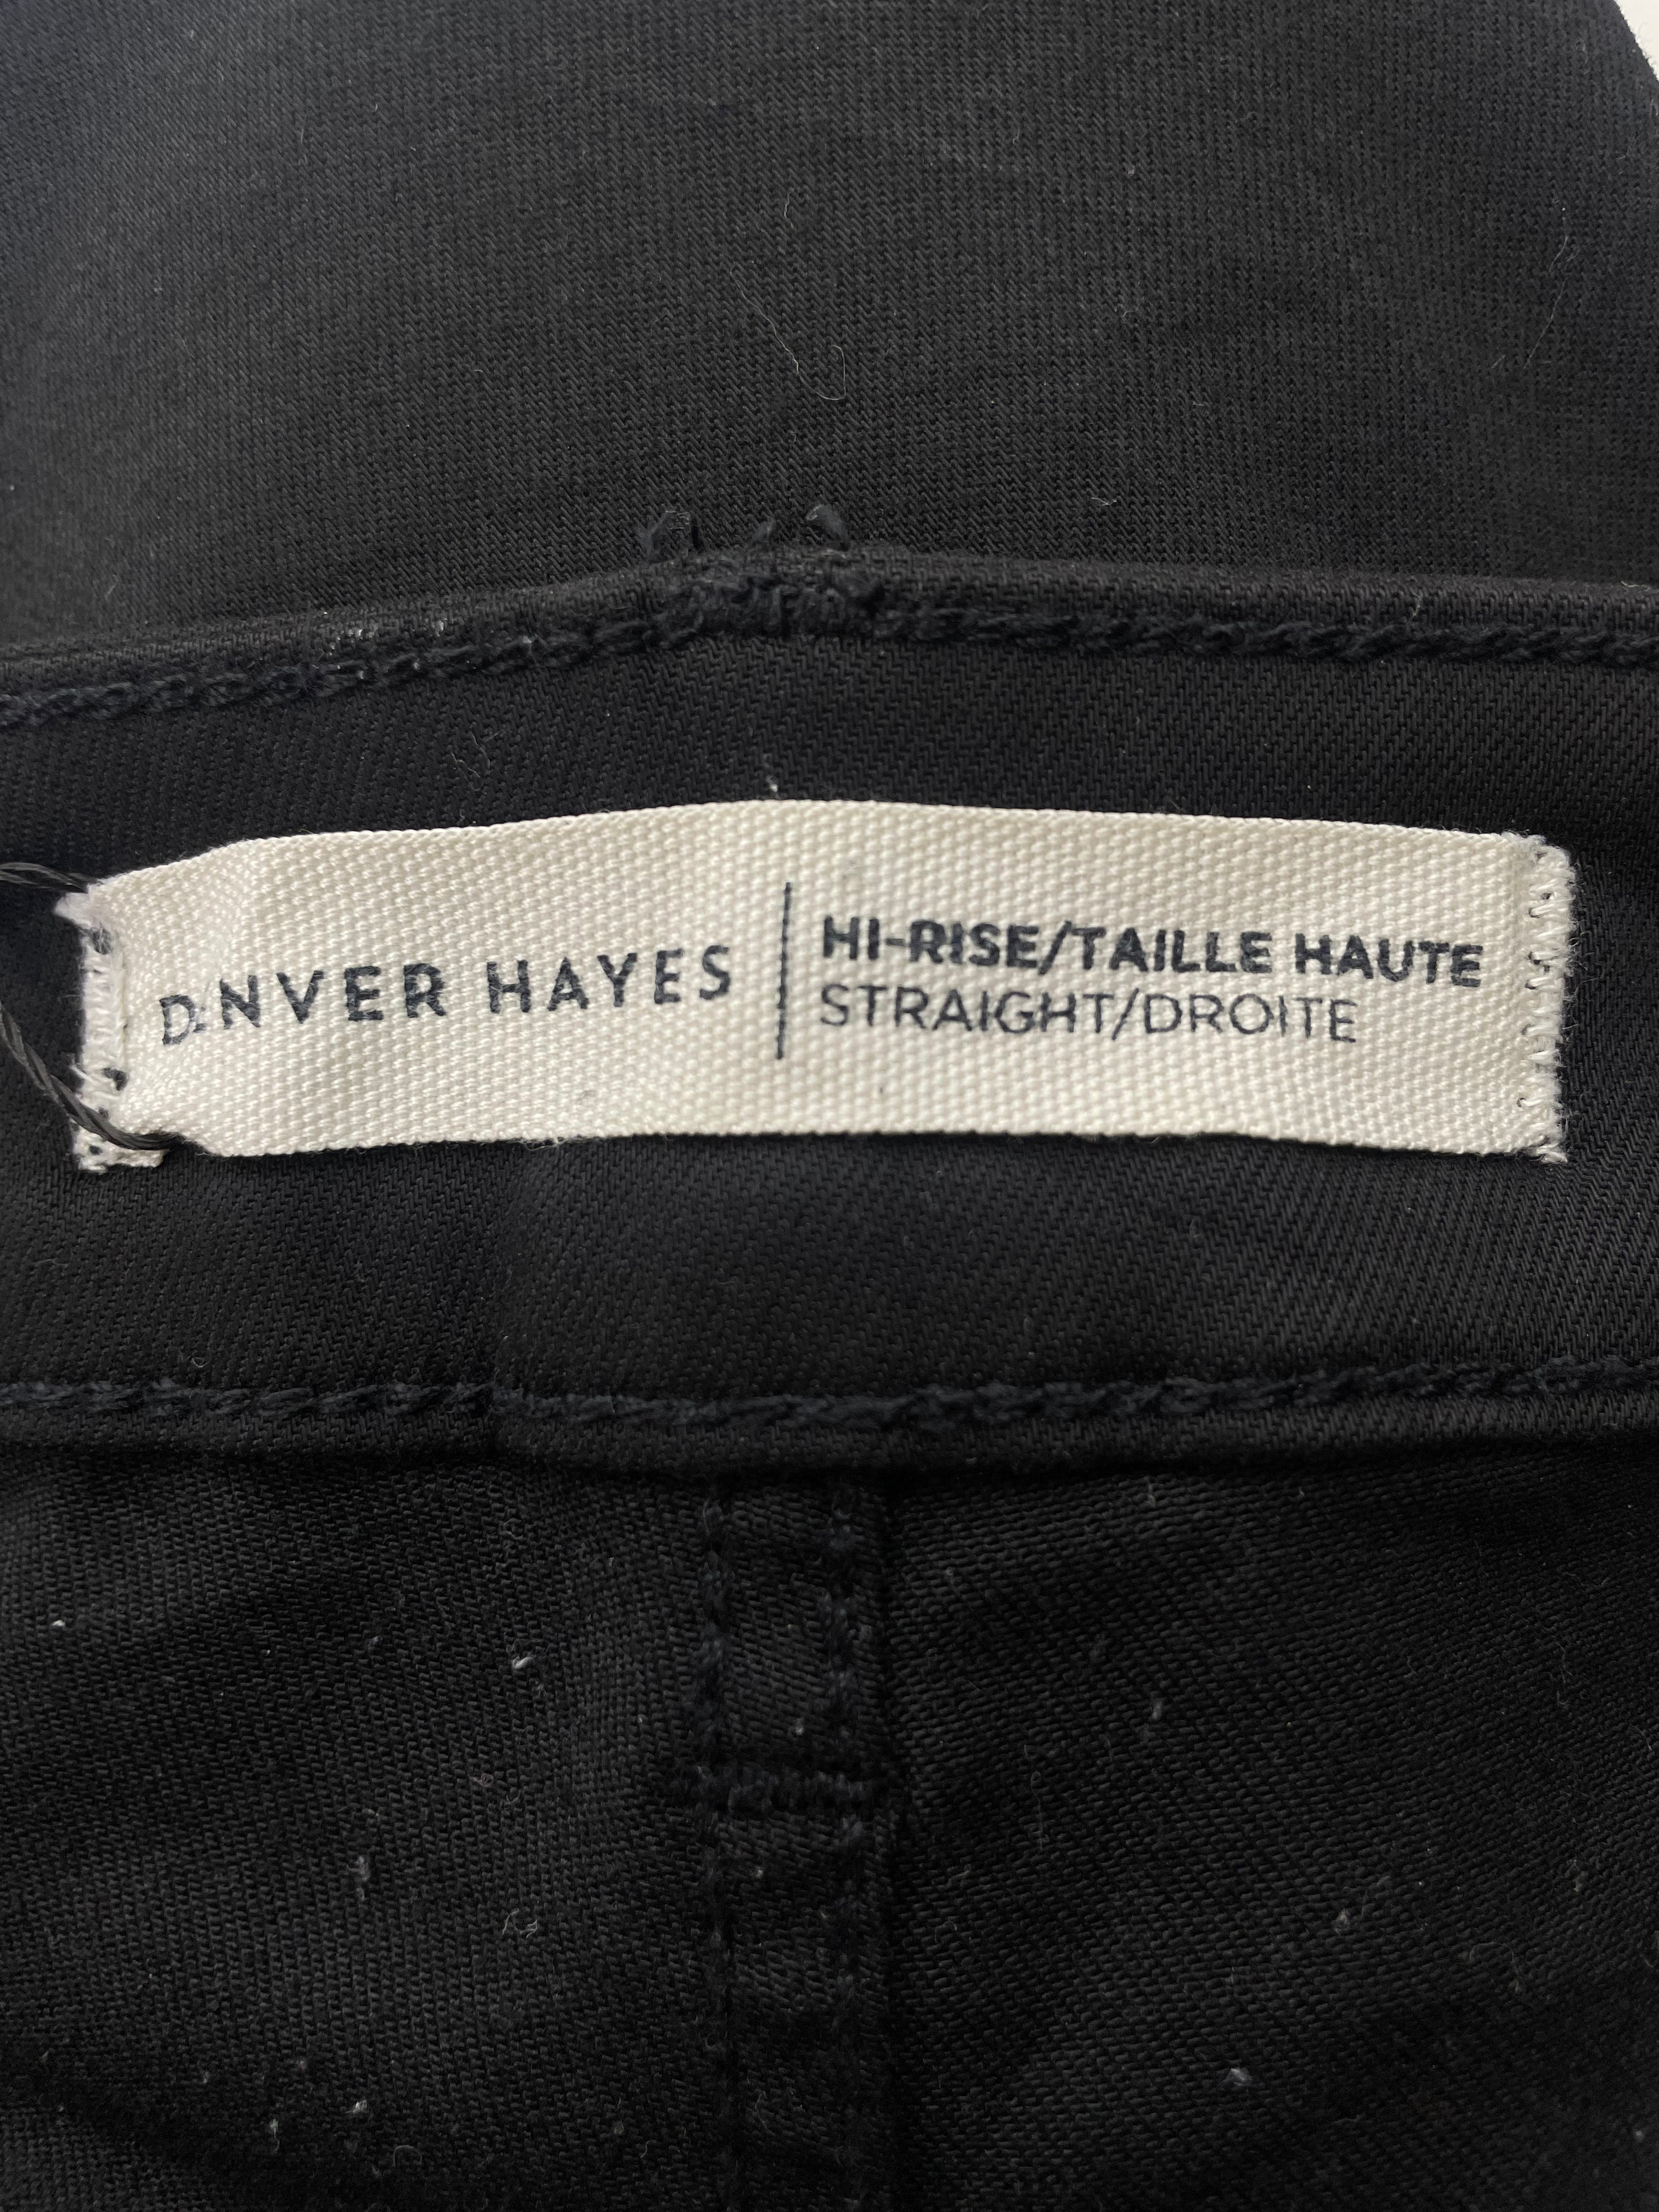 DENVER HAYES
HI-RISE/TAILLE HAUTE
STRAIGHT/DROITE